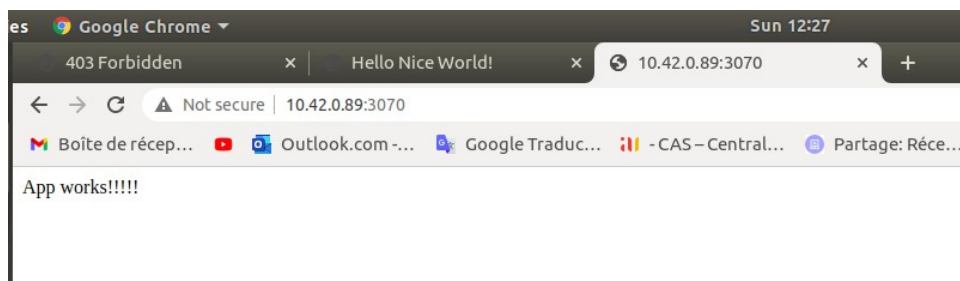 es Google Chrome Sun 12:27
403 Forbidden Hello Nice World! 10.42.0.89:3070
Not secure 10.42.0.89:3070
Boîte de récep... Outlook.com -... Google Traduc... - CAS – Central... Partage: Réce...
App works!!!!!